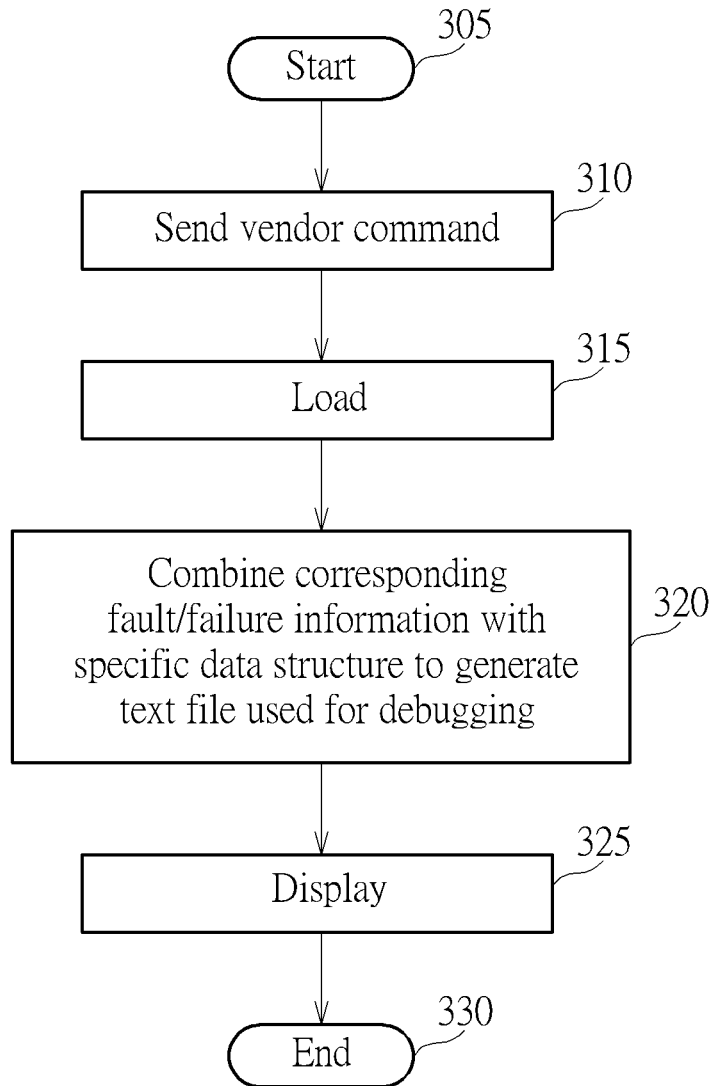 305
Start
310
Send vendor command
315
Load
Combine corresponding
fault/failure information with
specific data structure to generate
text file used for debugging
320
325
Display
330
End